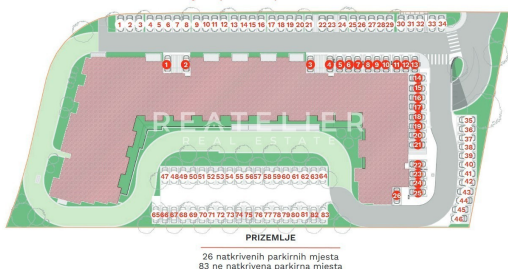 1 2 3 4 5 6 7 8 9 10 11 12 13 14 15 16 17 18 19 20 21 22 23 24 25 26 27 28 29 30 31 32 33 34
1 2 3 4 5 6 7 8 9 10 11 12 13
14
15
16
17
18
19
20
21
22
23
24
25
26
35
36
37
38
39
40
41
42
43
44
45
46
REATELIER
REAL ESTATE
47 48 49 50 51 52 53 54 55 56 57 58 59 60 61 62 63 64
65 66 67 68 69 70 71 72 73 74 75 76 77 78 79 80 81 82 83
PRIZEMLJE
26 natkrivenih parkirnih mjesta
83 ne natkrivena parkirna mjesta